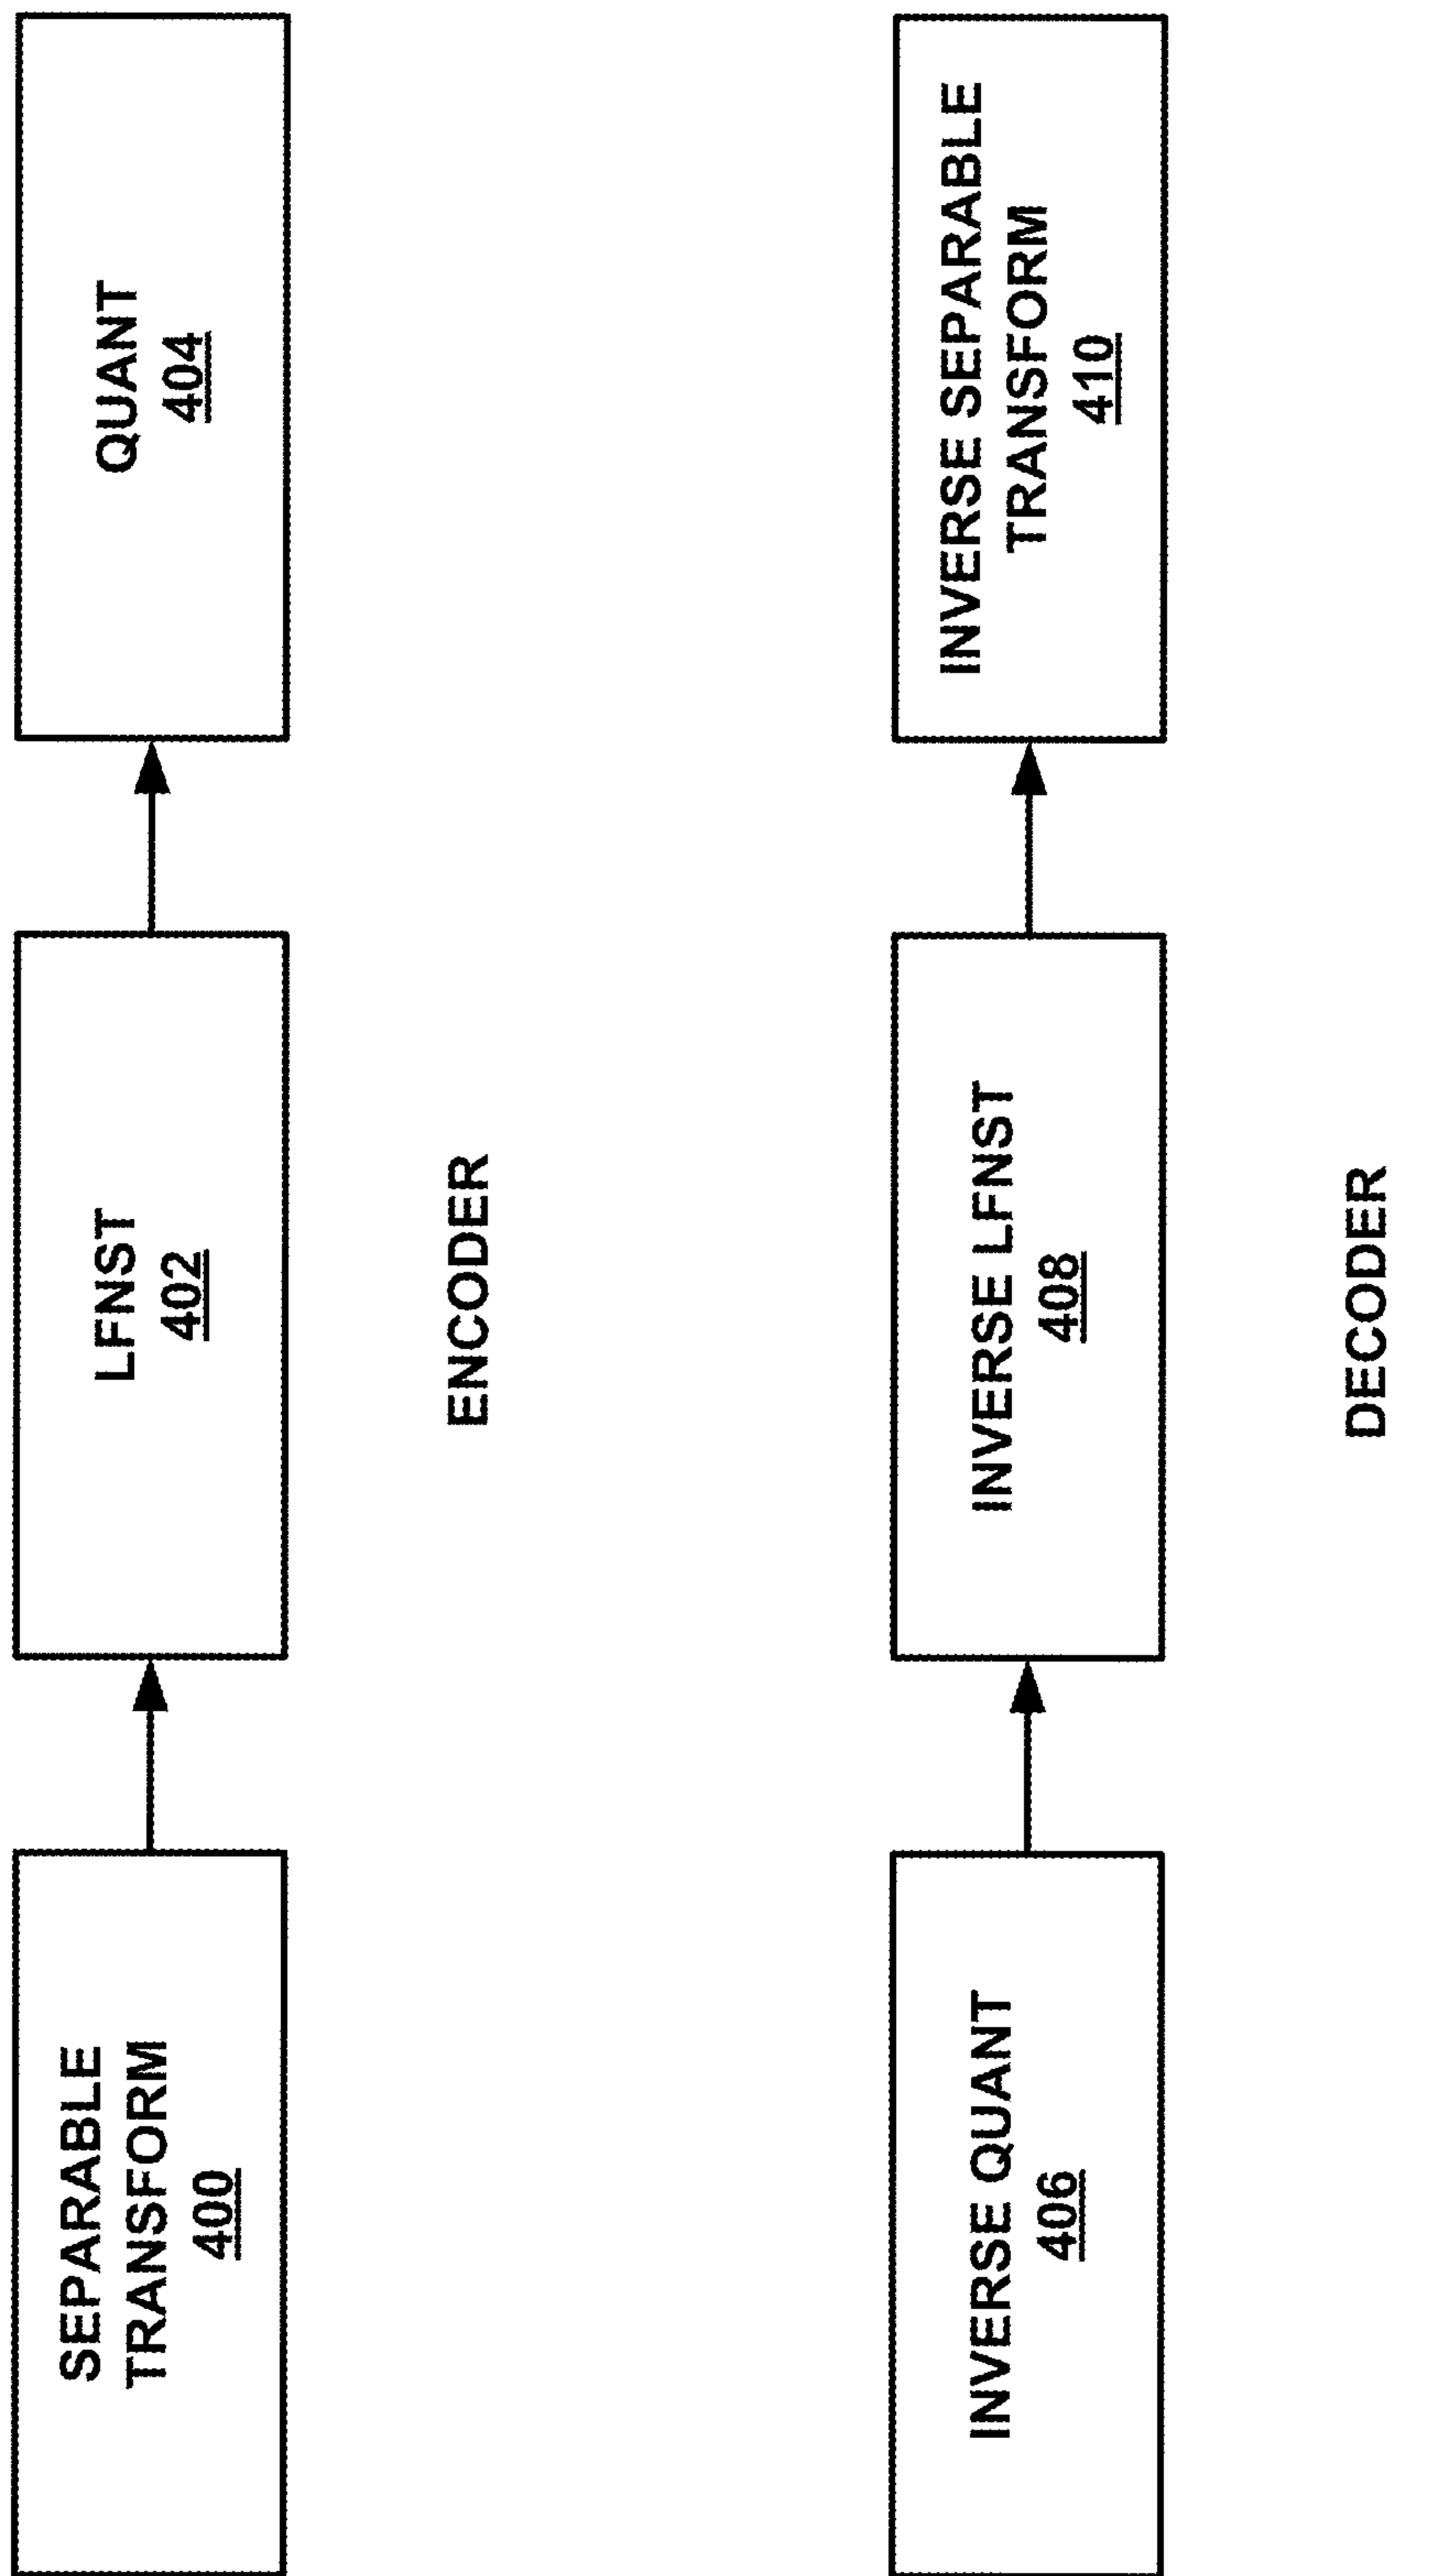 SEPARABLE
TRANSFORM
400
LFNST
402
QUANT
404
ENCODER
INVERSE QUANT
406
INVERSE LFNST
408
INVERSE SEPARABLE
TRANSFORM
410
DECODER